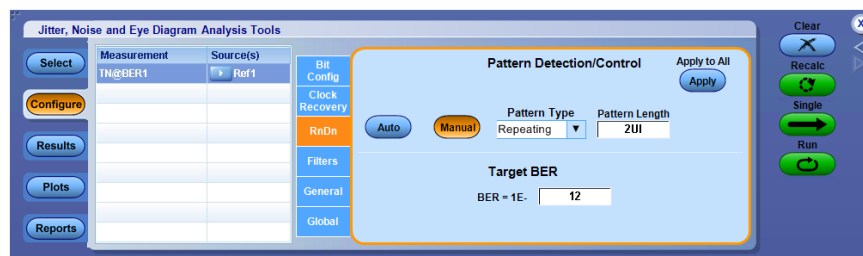 Jitter, Noise and Eye Diagram Analysis Tools
Clear
Select
Measurement Source(s)
TN@BER1 Ref1
Bit Config
Clock Recovery
RnDn
Filters
General
Global
Pattern Detection/Control
Apply to All
Apply
Recalc
Configure
Auto
Manual
Pattern Type
Repeating
Pattern Length
2UI
Single
Results
Run
Target BER
Plots
BER = 1E- 12
Reports